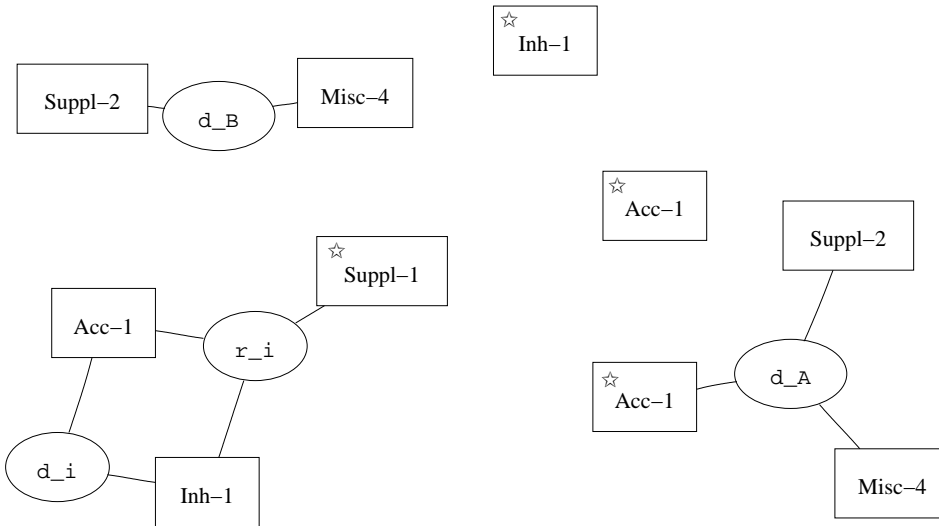 ☆
Inh−1
Suppl−2
d_B
Misc−4
☆
Acc−1
Suppl−2
☆
Suppl−1
Acc−1
r_i
☆
Acc−1
d_A
d_i
Inh−1
Misc−4